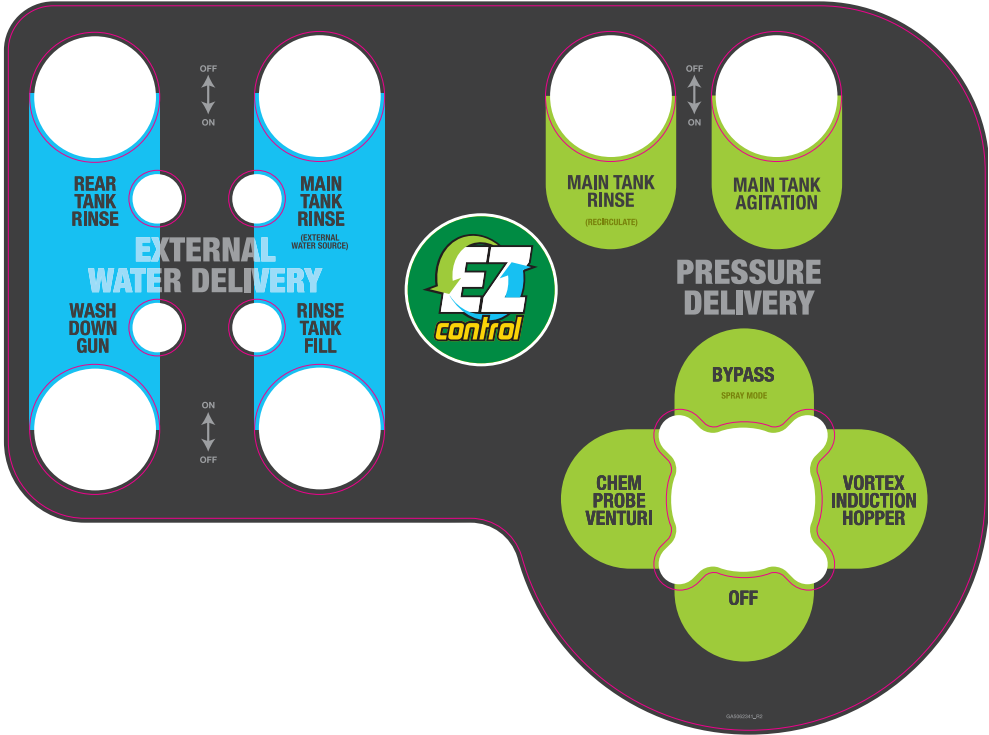 OFF
ON
REAR
TANK
RINSE
MAIN
TANK
RINSE
(EXTERNAL
WATER SOURCE)
EXTERNAL
WATER DELIVERY
WASH
DOWN
GUN
RINSE
TANK
FILL
ON
OFF
EZ
control
OFF
ON
MAIN TANK
RINSE
(RECIRCULATE)
MAIN TANK
AGITATION
PRESSURE
DELIVERY
BYPASS
SPRAY MODE
CHEM
PROBE
VENTURI
VORTEX
INDUCTION
HOPPER
OFF